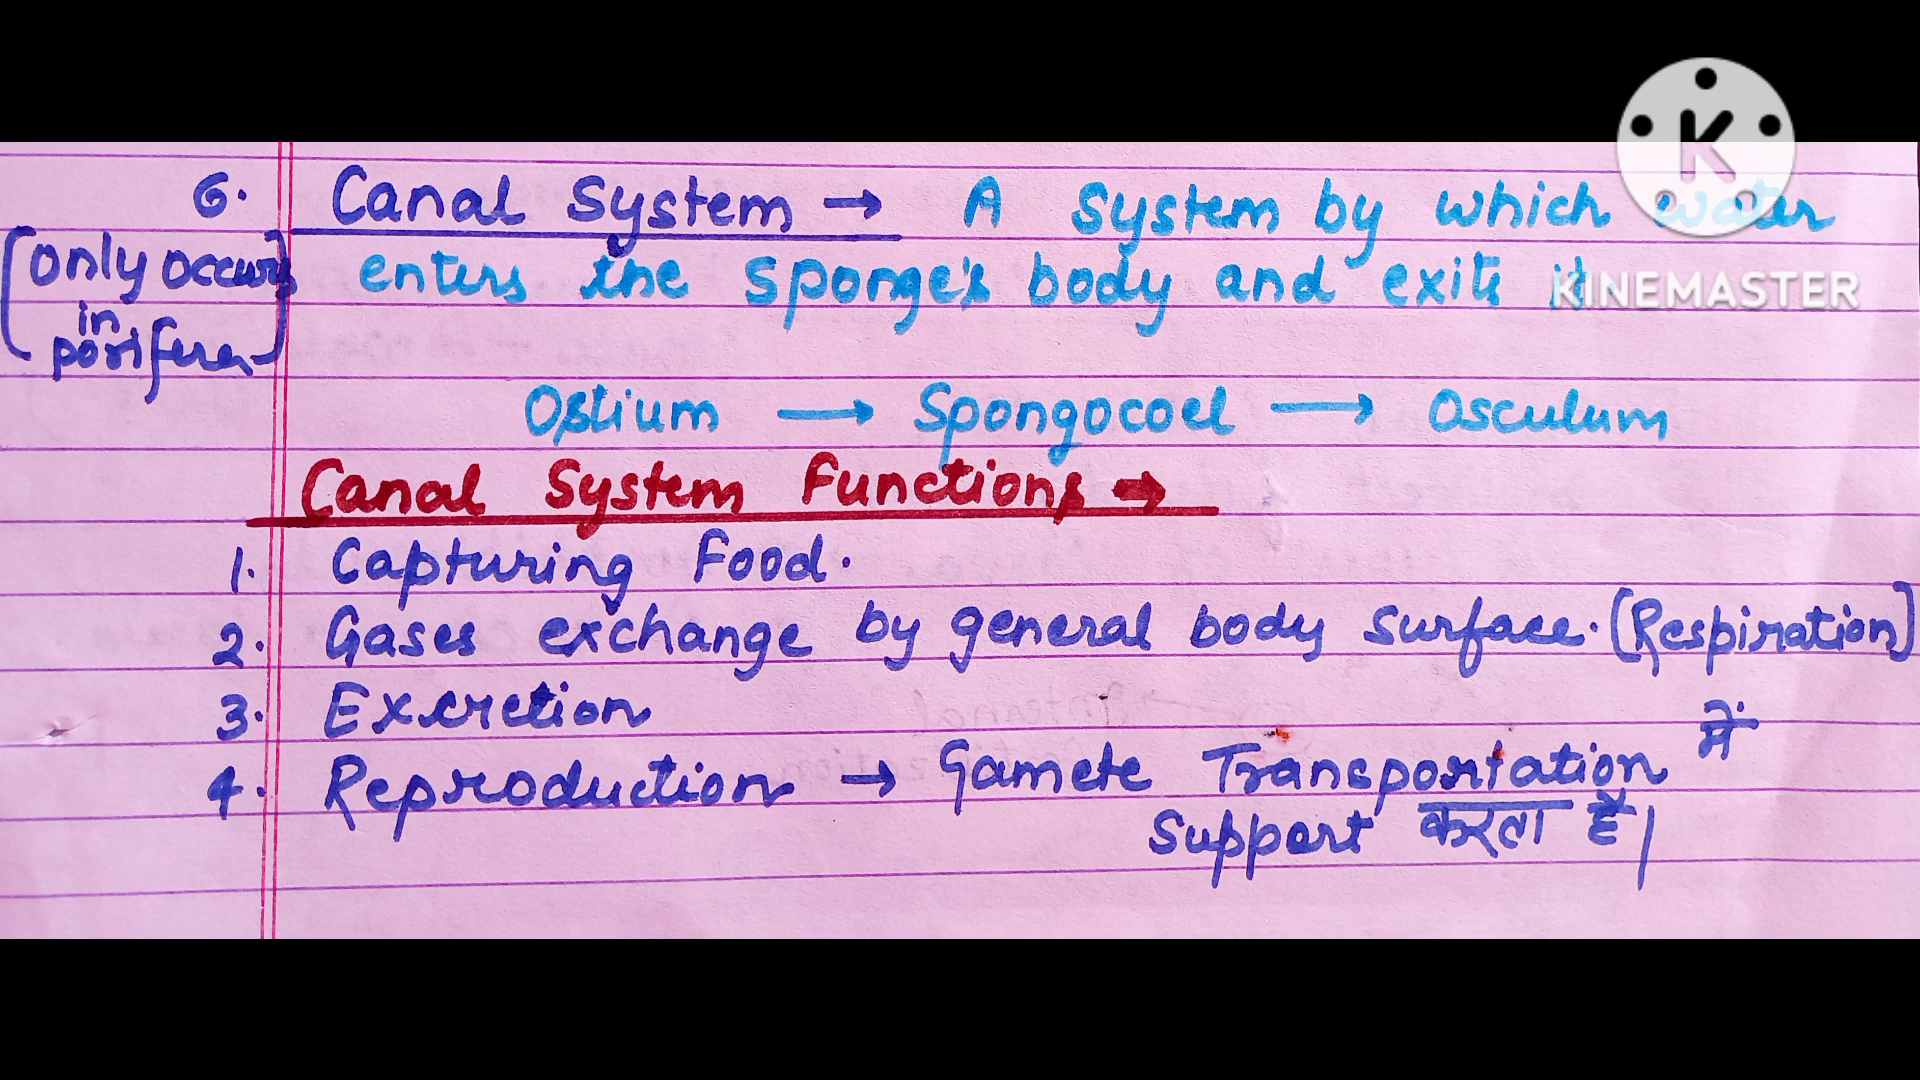 6. Canal System → A system by which water
(only occurs enters the sponge's body and exits it.
in
porifera)
Ostium → Spongocoel → Osculum
Canal System Functions →
1. Capturing Food.
2. Gases exchange by general body surface. (Respiration)
3. Excretion
4. Reproduction → Gamete Transportation में
Support करता है।
K
KINEMASTER